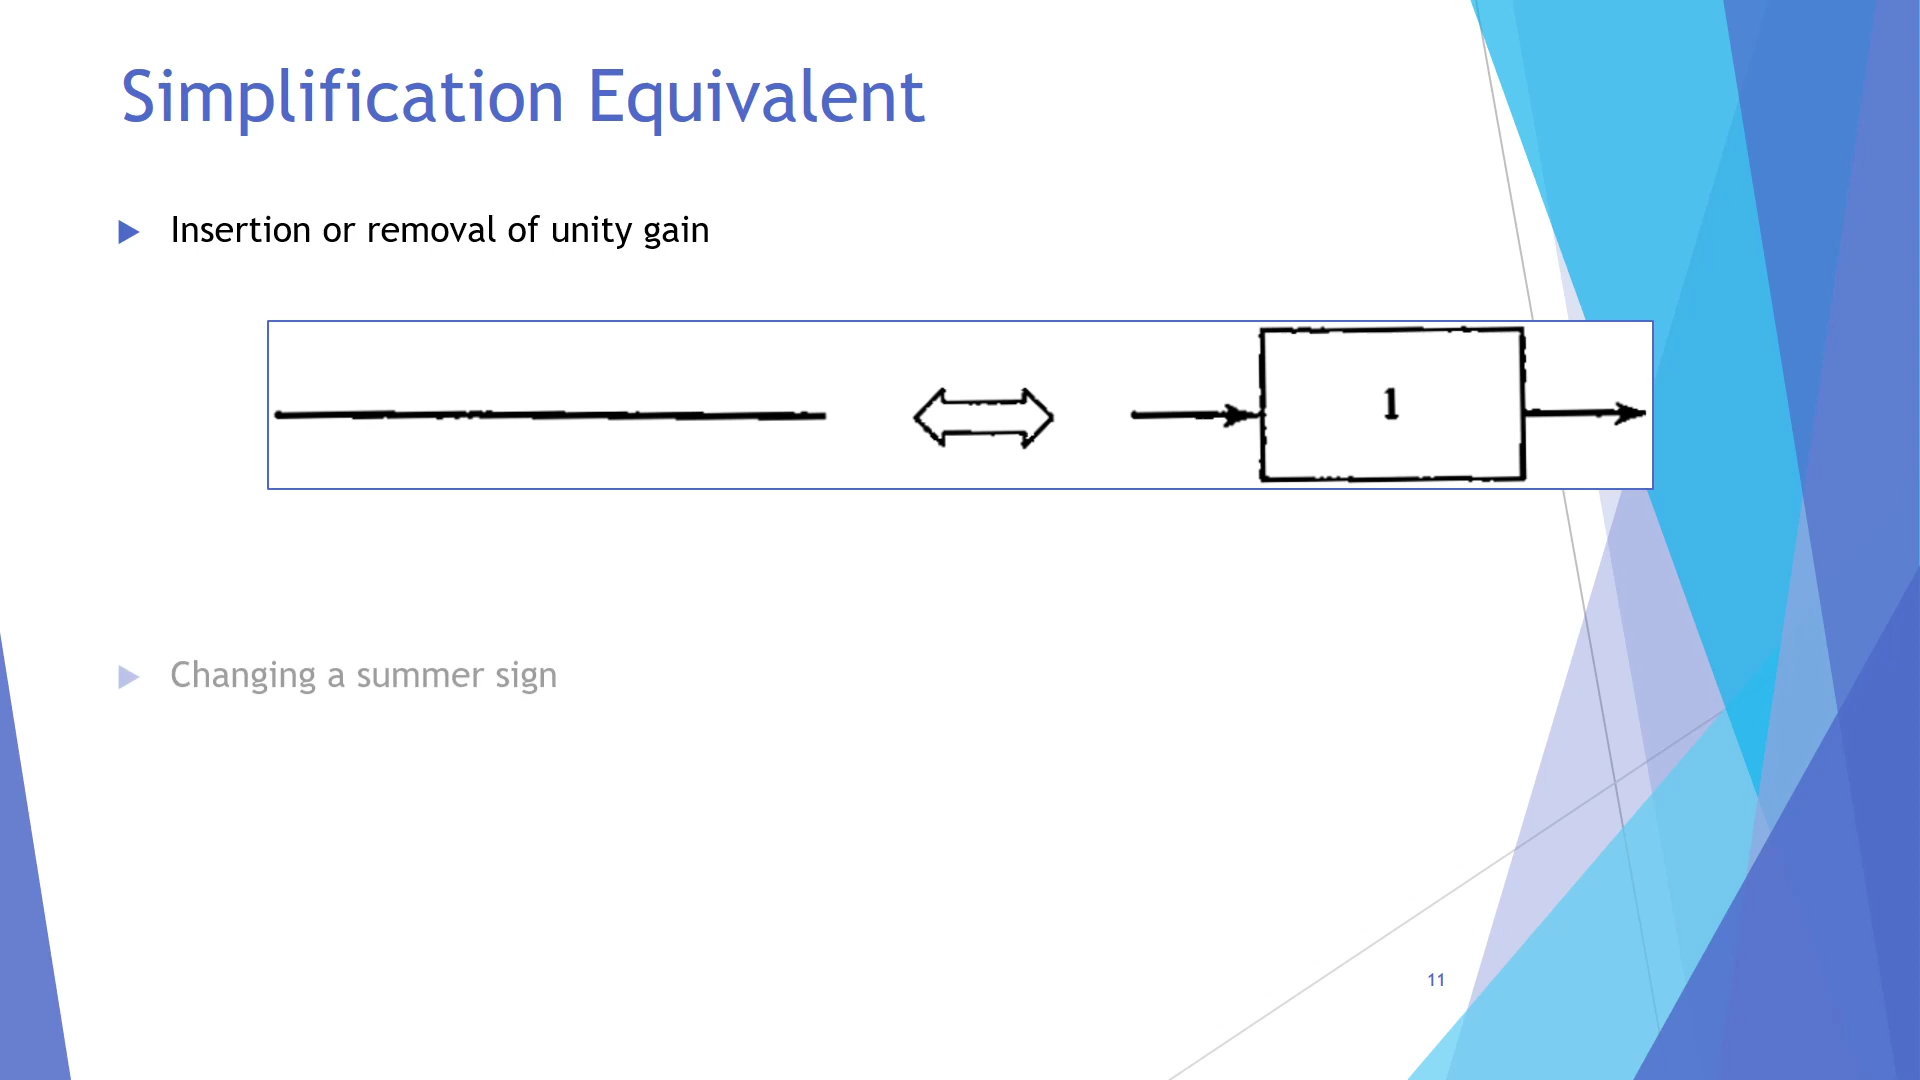 Simplification Equivalent
Insertion or removal of unity gain
1
Changing a summer sign
11